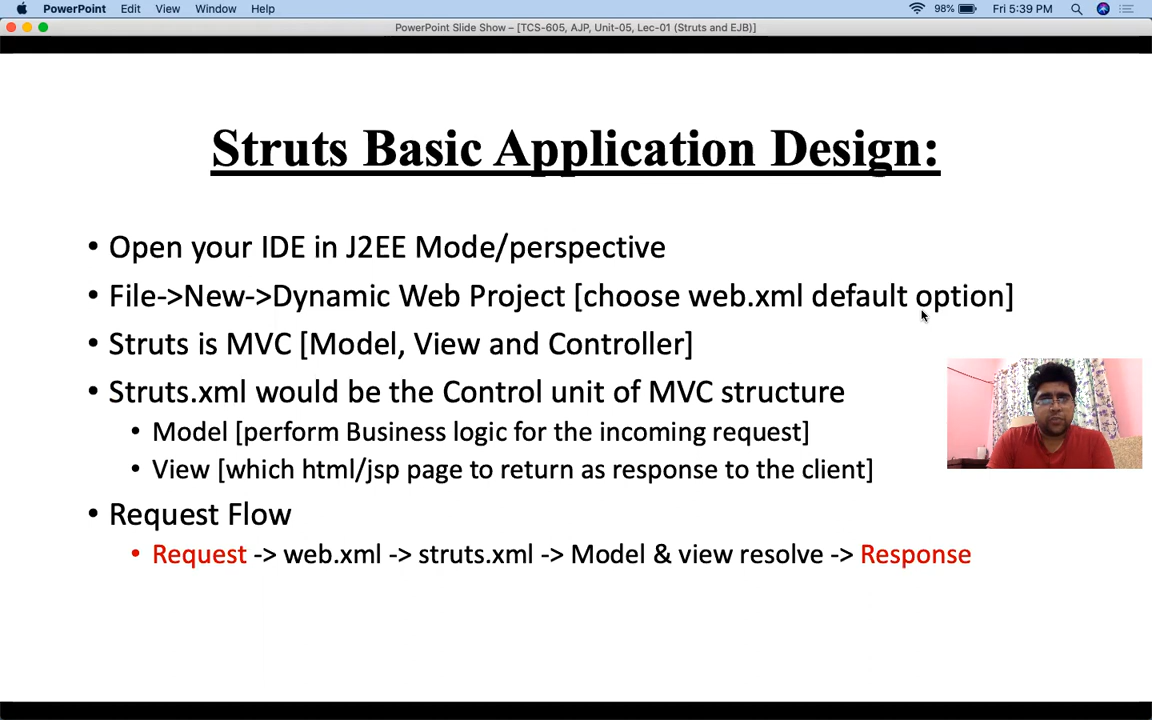 PowerPoint Edit View Window Help 98% Fri 5:39 PM
PowerPoint Slide Show – [TCS-605, AJP, Unit-05, Lec-01 (Struts and EJB)]
Struts Basic Application Design:
• Open your IDE in J2EE Mode/perspective
• File->New->Dynamic Web Project [choose web.xml default option]
• Struts is MVC [Model, View and Controller]
• Struts.xml would be the Control unit of MVC structure
• Model [perform Business logic for the incoming request]
• View [which html/jsp page to return as response to the client]
• Request Flow
• Request -> web.xml -> struts.xml -> Model & view resolve -> Response